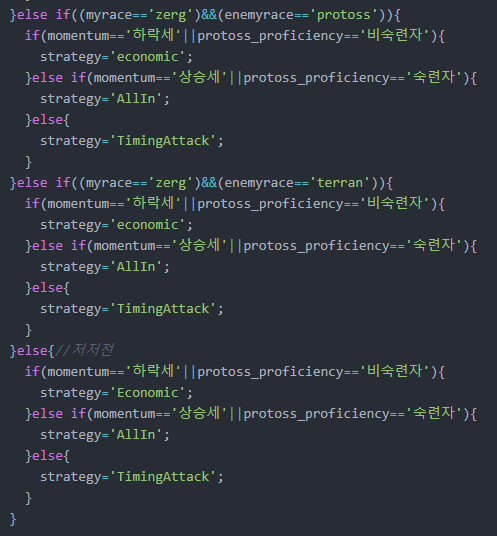 }else if((myrace=='zerg')&&(enemyrace=='protoss')){
  if(momentum=='하락세'||protoss_proficiency=='비숙련자'){
    strategy='economic';
  }else if(momentum=='상승세'||protoss_proficiency=='숙련자'){
    strategy='AllIn';
  }else{
    strategy='TimingAttack';
  }
}else if((myrace=='zerg')&&(enemyrace=='terran')){
  if(momentum=='하락세'||protoss_proficiency=='비숙련자'){
    strategy='economic';
  }else if(momentum=='상승세'||protoss_proficiency=='숙련자'){
    strategy='AllIn';
  }else{
    strategy='TimingAttack';
  }
}else{//저저전
  if(momentum=='하락세'||protoss_proficiency=='비숙련자'){
    strategy='Economic';
  }else if(momentum=='상승세'||protoss_proficiency=='숙련자'){
    strategy='AllIn';
  }else{
    strategy='TimingAttack';
  }
}